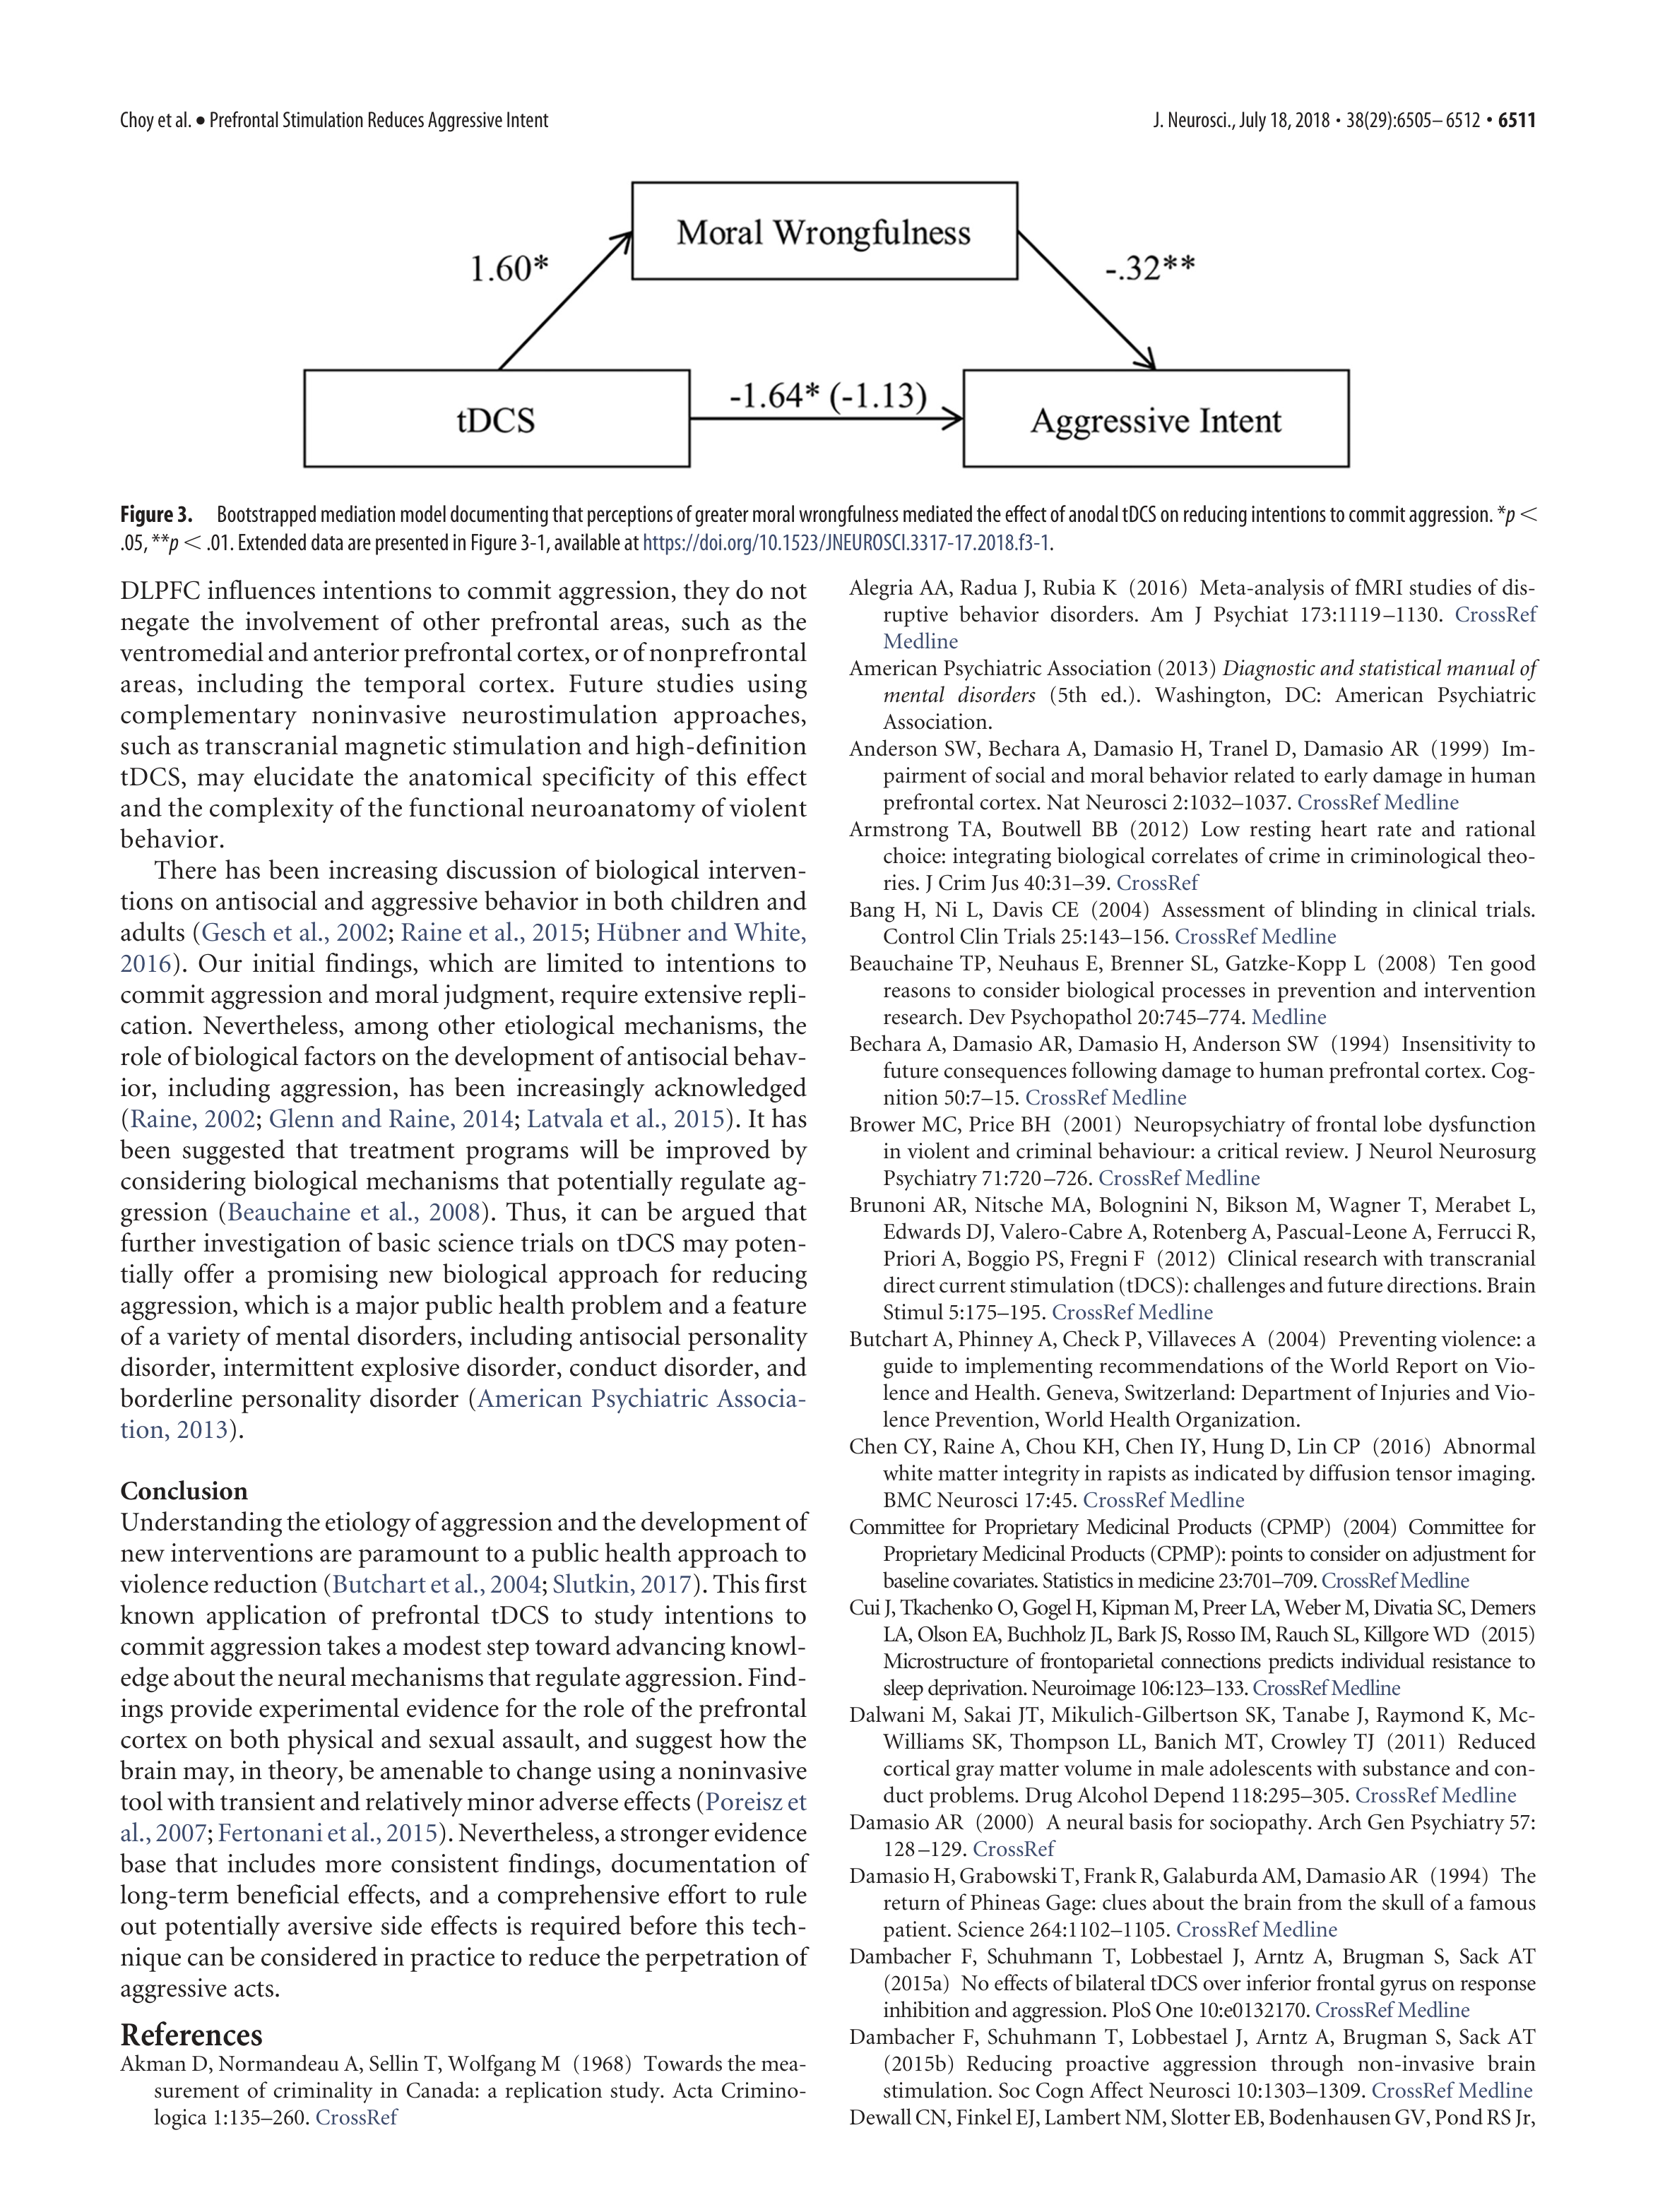 Choy et al. • Prefrontal Stimulation Reduces Aggressive Intent
J. Neurosci., July 18, 2018 • 38(29):6505–6512 • 6511
Moral Wrongfulness
1.60*
-.32**
tDCS
-1.64* (-1.13)
Aggressive Intent
Figure 3. Bootstrapped mediation model documenting that perceptions of greater moral wrongfulness mediated the effect of anodal tDCS on reducing intentions to commit aggression. *p <
.05, **p < .01. Extended data are presented in Figure 3-1, available at https://doi.org/10.1523/JNEUROSCI.3317-17.2018.f3-1.
DLPFC influences intentions to commit aggression, they do not
negate the involvement of other prefrontal areas, such as the
ventromedial and anterior prefrontal cortex, or of nonprefrontal
areas, including the temporal cortex. Future studies using
complementary noninvasive neurostimulation approaches,
such as transcranial magnetic stimulation and high-definition
tDCS, may elucidate the anatomical specificity of this effect
and the complexity of the functional neuroanatomy of violent
behavior.
There has been increasing discussion of biological interven-
tions on antisocial and aggressive behavior in both children and
adults (Gesch et al., 2002; Raine et al., 2015; Hübner and White,
2016). Our initial findings, which are limited to intentions to
commit aggression and moral judgment, require extensive repli-
cation. Nevertheless, among other etiological mechanisms, the
role of biological factors on the development of antisocial behav-
ior, including aggression, has been increasingly acknowledged
(Raine, 2002; Glenn and Raine, 2014; Latvala et al., 2015). It has
been suggested that treatment programs will be improved by
considering biological mechanisms that potentially regulate ag-
gression (Beauchaine et al., 2008). Thus, it can be argued that
further investigation of basic science trials on tDCS may poten-
tially offer a promising new biological approach for reducing
aggression, which is a major public health problem and a feature
of a variety of mental disorders, including antisocial personality
disorder, intermittent explosive disorder, conduct disorder, and
borderline personality disorder (American Psychiatric Associa-
tion, 2013).
Conclusion
Understanding the etiology of aggression and the development of
new interventions are paramount to a public health approach to
violence reduction (Butchart et al., 2004; Slutkin, 2017). This first
known application of prefrontal tDCS to study intentions to
commit aggression takes a modest step toward advancing knowl-
edge about the neural mechanisms that regulate aggression. Find-
ings provide experimental evidence for the role of the prefrontal
cortex on both physical and sexual assault, and suggest how the
brain may, in theory, be amenable to change using a noninvasive
tool with transient and relatively minor adverse effects (Poreisz et
al., 2007; Fertonani et al., 2015). Nevertheless, a stronger evidence
base that includes more consistent findings, documentation of
long-term beneficial effects, and a comprehensive effort to rule
out potentially aversive side effects is required before this tech-
nique can be considered in practice to reduce the perpetration of
aggressive acts.
References
Akman D, Normandeau A, Sellin T, Wolfgang M (1968) Towards the mea-
surement of criminality in Canada: a replication study. Acta Crimino-
logica 1:135–260. CrossRef
Alegria AA, Radua J, Rubia K (2016) Meta-analysis of fMRI studies of dis-
ruptive behavior disorders. Am J Psychiat 173:1119–1130. CrossRef
Medline
American Psychiatric Association (2013) Diagnostic and statistical manual of
mental disorders (5th ed.). Washington, DC: American Psychiatric
Association.
Anderson SW, Bechara A, Damasio H, Tranel D, Damasio AR (1999) Im-
pairment of social and moral behavior related to early damage in human
prefrontal cortex. Nat Neurosci 2:1032–1037. CrossRef Medline
Armstrong TA, Boutwell BB (2012) Low resting heart rate and rational
choice: integrating biological correlates of crime in criminological theo-
ries. J Crim Jus 40:31–39. CrossRef
Bang H, Ni L, Davis CE (2004) Assessment of blinding in clinical trials.
Control Clin Trials 25:143–156. CrossRef Medline
Beauchaine TP, Neuhaus E, Brenner SL, Gatzke-Kopp L (2008) Ten good
reasons to consider biological processes in prevention and intervention
research. Dev Psychopathol 20:745–774. Medline
Bechara A, Damasio AR, Damasio H, Anderson SW (1994) Insensitivity to
future consequences following damage to human prefrontal cortex. Cog-
nition 50:7–15. CrossRef Medline
Brower MC, Price BH (2001) Neuropsychiatry of frontal lobe dysfunction
in violent and criminal behaviour: a critical review. J Neurol Neurosurg
Psychiatry 71:720–726. CrossRef Medline
Brunoni AR, Nitsche MA, Bolognini N, Bikson M, Wagner T, Merabet L,
Edwards DJ, Valero-Cabre A, Rotenberg A, Pascual-Leone A, Ferrucci R,
Priori A, Boggio PS, Fregni F (2012) Clinical research with transcranial
direct current stimulation (tDCS): challenges and future directions. Brain
Stimul 5:175–195. CrossRef Medline
Butchart A, Phinney A, Check P, Villaveces A (2004) Preventing violence: a
guide to implementing recommendations of the World Report on Vio-
lence and Health. Geneva, Switzerland: Department of Injuries and Vio-
lence Prevention, World Health Organization.
Chen CY, Raine A, Chou KH, Chen IY, Hung D, Lin CP (2016) Abnormal
white matter integrity in rapists as indicated by diffusion tensor imaging.
BMC Neurosci 17:45. CrossRef Medline
Committee for Proprietary Medicinal Products (CPMP) (2004) Committee for
Proprietary Medicinal Products (CPMP): points to consider on adjustment for
baseline covariates. Statistics in medicine 23:701–709. CrossRef Medline
Cui J, Tkachenko O, Gogel H, Kipman M, Preer LA, Weber M, Divatia SC, Demers
LA, Olson EA, Buchholz JL, Bark JS, Rosso IM, Rauch SL, Killgore WD (2015)
Microstructure of frontoparietal connections predicts individual resistance to
sleep deprivation. Neuroimage 106:123–133. CrossRef Medline
Dalwani M, Sakai JT, Mikulich-Gilbertson SK, Tanabe J, Raymond K, Mc-
Williams SK, Thompson LL, Banich MT, Crowley TJ (2011) Reduced
cortical gray matter volume in male adolescents with substance and con-
duct problems. Drug Alcohol Depend 118:295–305. CrossRef Medline
Damasio AR (2000) A neural basis for sociopathy. Arch Gen Psychiatry 57:
128–129. CrossRef
Damasio H, Grabowski T, Frank R, Galaburda AM, Damasio AR (1994) The
return of Phineas Gage: clues about the brain from the skull of a famous
patient. Science 264:1102–1105. CrossRef Medline
Dambacher F, Schuhmann T, Lobbestael J, Arntz A, Brugman S, Sack AT
(2015a) No effects of bilateral tDCS over inferior frontal gyrus on response
inhibition and aggression. PloS One 10:e0132170. CrossRef Medline
Dambacher F, Schuhmann T, Lobbestael J, Arntz A, Brugman S, Sack AT
(2015b) Reducing proactive aggression through non-invasive brain
stimulation. Soc Cogn Affect Neurosci 10:1303–1309. CrossRef Medline
Dewall CN, Finkel EJ, Lambert NM, Slotter EB, Bodenhausen GV, Pond RS Jr,